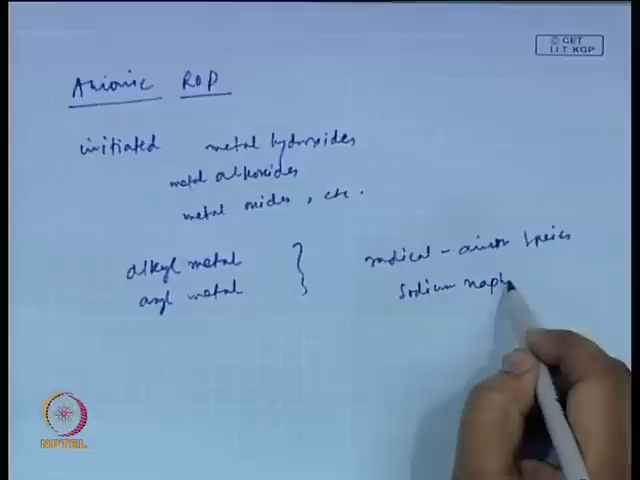 © CET
I.I.T. KGP
Anionic ROP
initiated metal hydroxides
metal alkoxides
metal oxides, etc.
alkyl metal } radical-anion species
aryl metal sodium naph
NPTEL